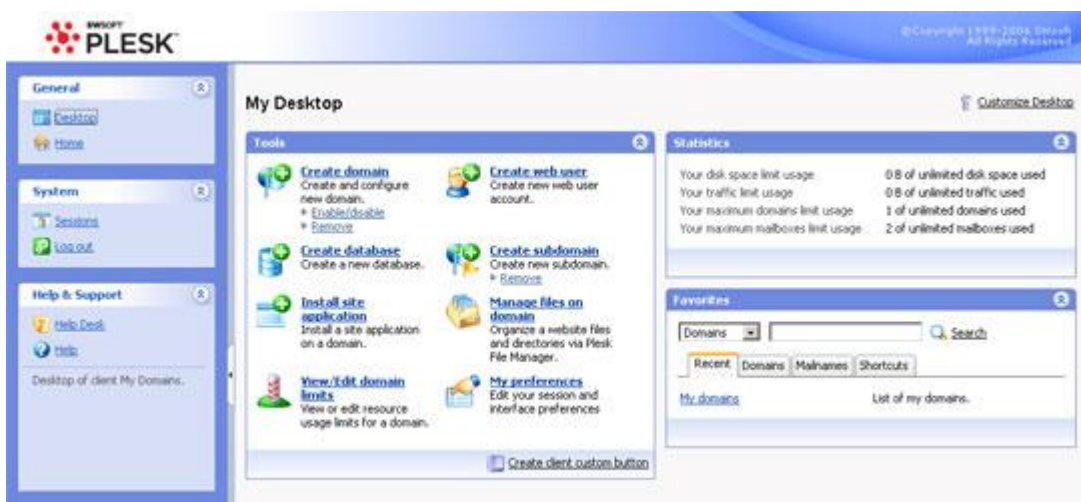 SWSOFT
PLESK
©Copyright 1999-2006 SWsoft
All Rights Reserved
General
Desktop
Home
System
Sessions
Log out
Help & Support
Help Desk
Help
Desktop of client My Domains.
My Desktop
Customize Desktop
Tools
Create domain
Create and configure
new domain.
Enable/disable
Remove
Create web user
Create new web user
account.
Create database
Create a new database.
Create subdomain
Create new subdomain.
Remove
Install site
application
Install a site application
on a domain.
Manage files on
domain
Organize a website files
and directories via Plesk
File Manager.
View/Edit domain
limits
View or edit resource
usage limits for a domain.
My preferences
Edit your session and
interface preferences
Create client custom button
Statistics
Your disk space limit usage 0 B of unlimited disk space used
Your traffic limit usage 0 B of unlimited traffic used
Your maximum domains limit usage 1 of unlimited domains used
Your maximum mailboxes limit usage 2 of unlimited mailboxes used
Favorites
Domains Search
Recent Domains Mailnames Shortcuts
My domains List of my domains.